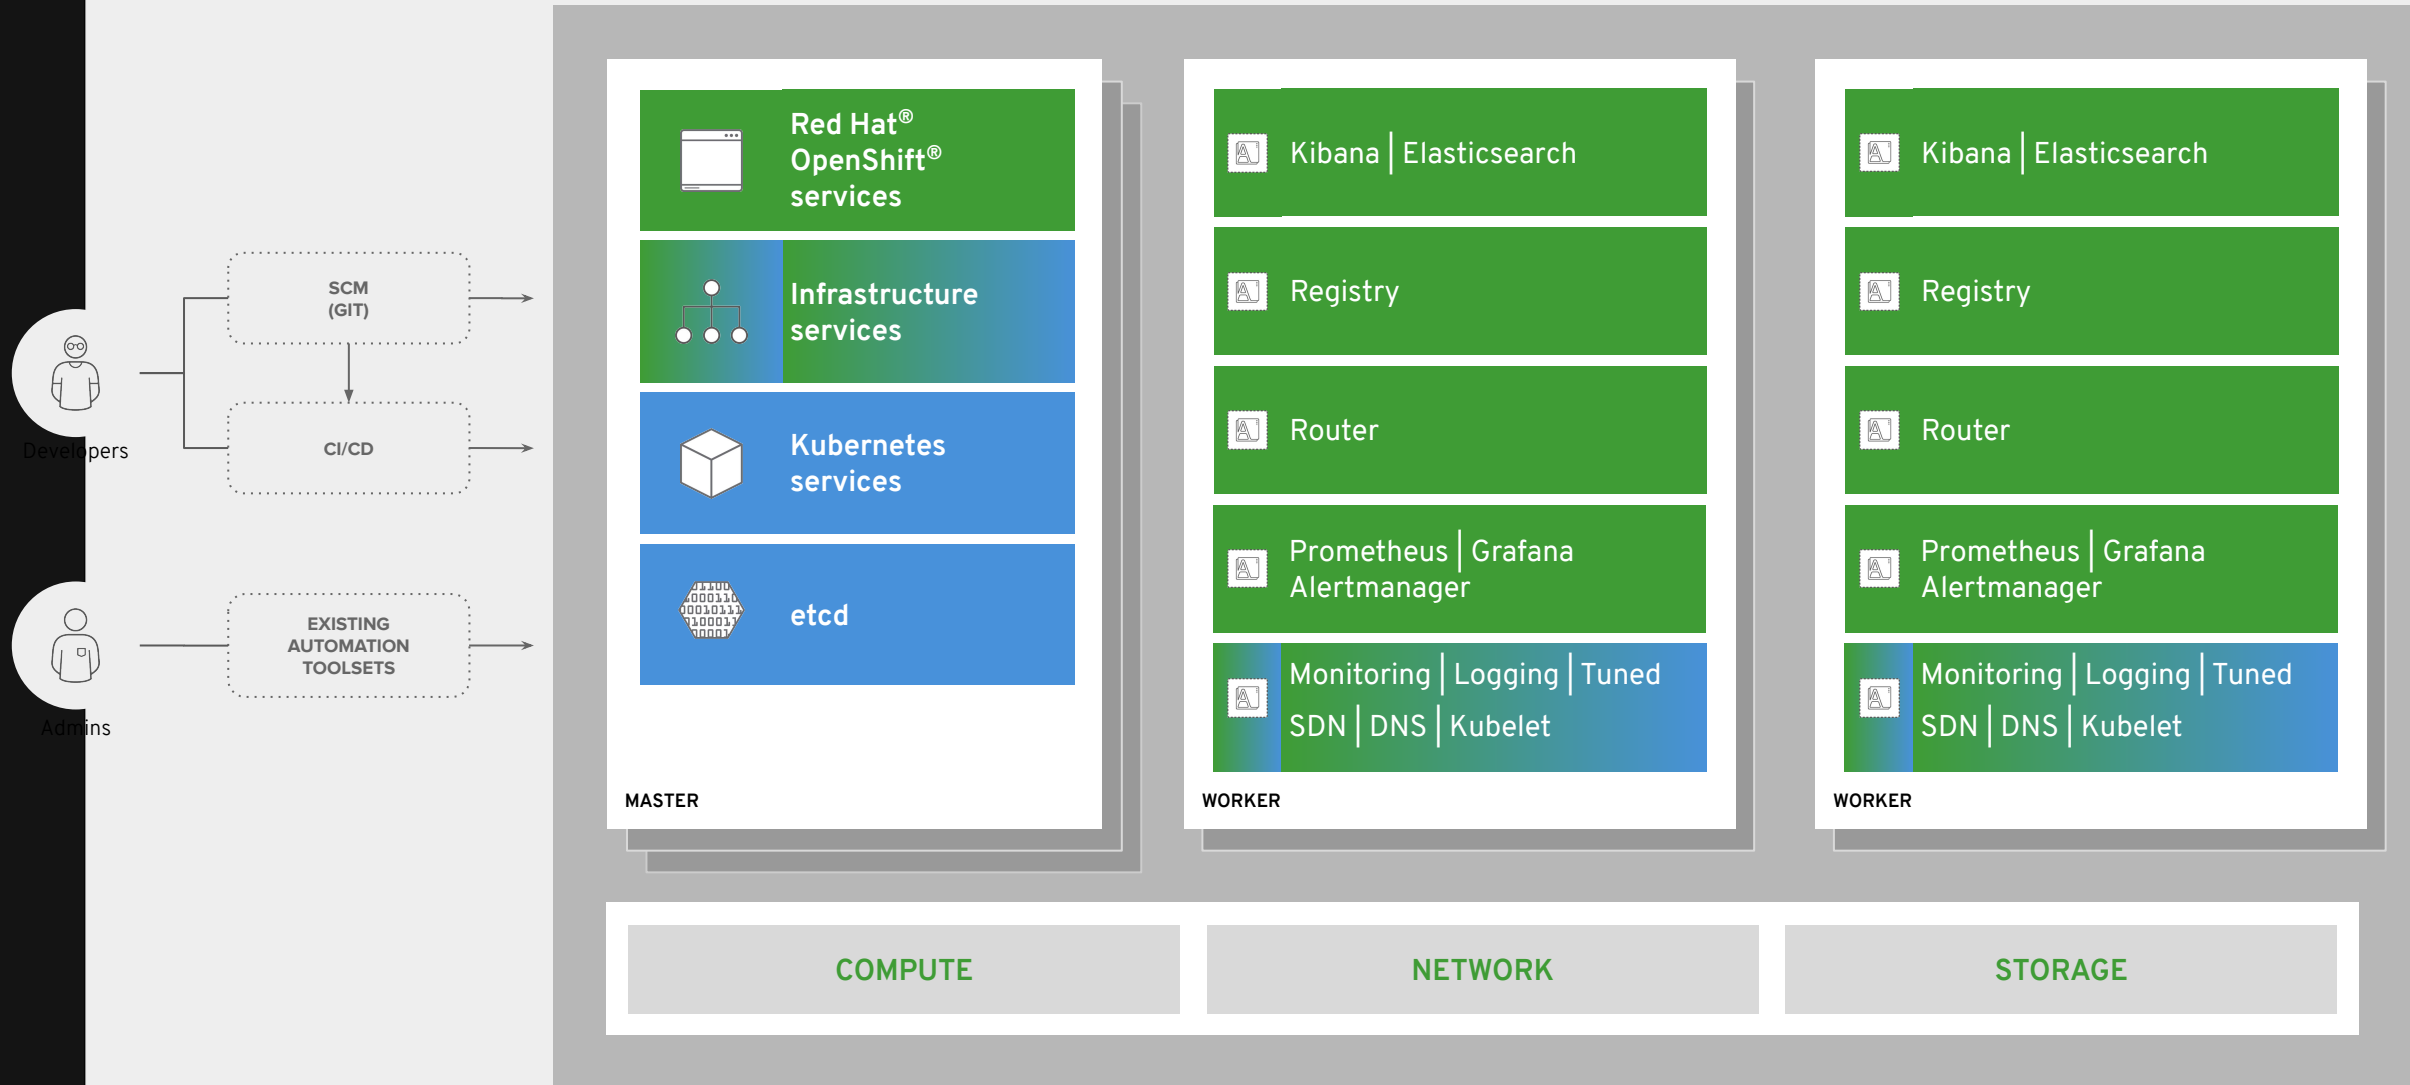 Developers
SCM
(GIT)
CI/CD
Admins
EXISTING
AUTOMATION
TOOLSETS
Red Hat®
OpenShift®
services
Infrastructure
services
Kubernetes
services
etcd
MASTER
Kibana | Elasticsearch
Registry
Router
Prometheus | Grafana
Alertmanager
Monitoring | Logging | Tuned
SDN | DNS | Kubelet
WORKER
Kibana | Elasticsearch
Registry
Router
Prometheus | Grafana
Alertmanager
Monitoring | Logging | Tuned
SDN | DNS | Kubelet
WORKER
COMPUTE
NETWORK
STORAGE